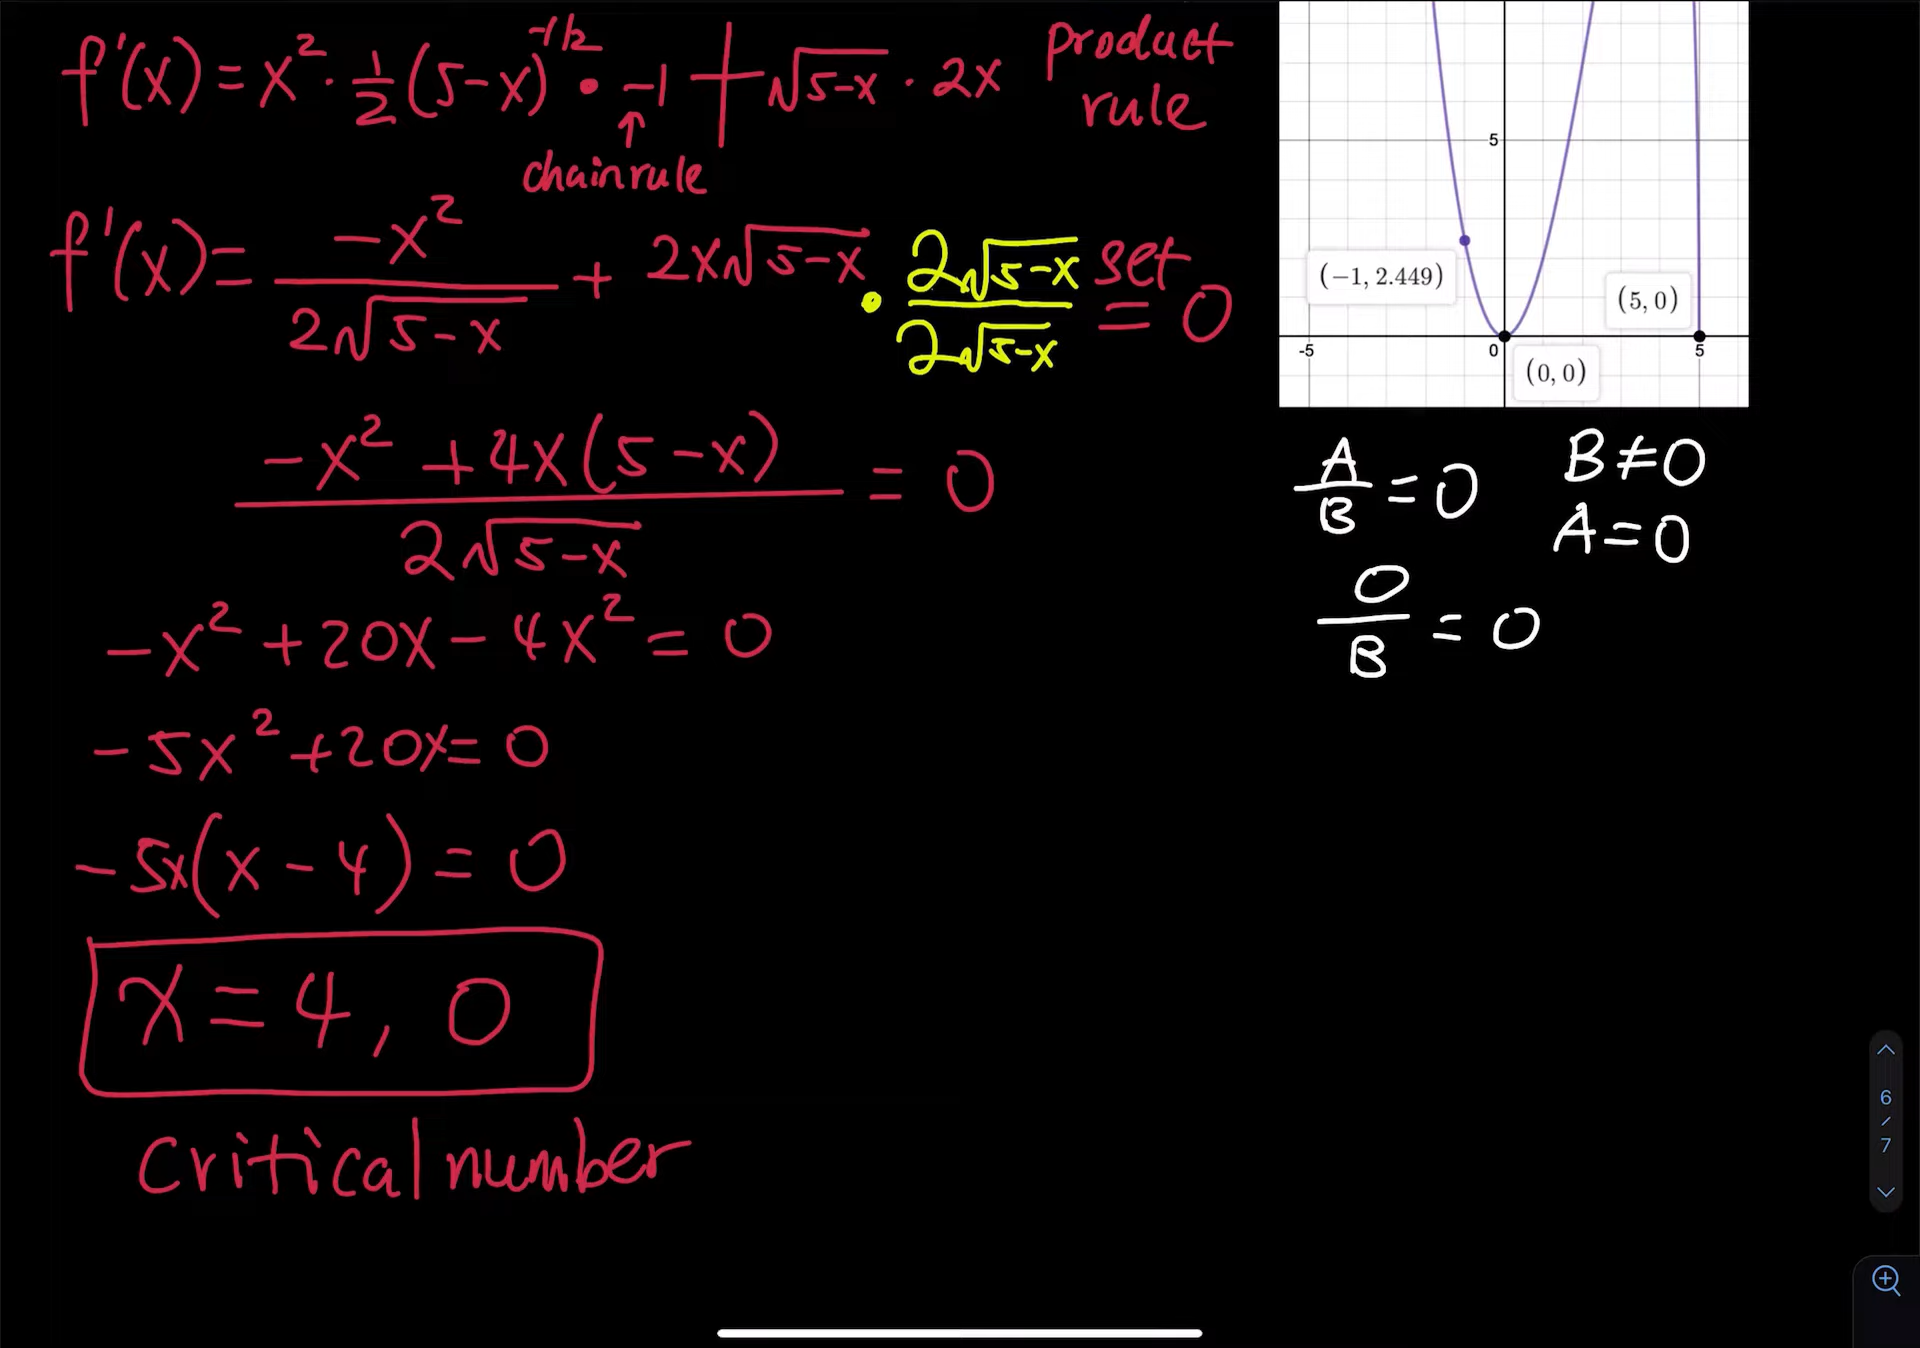 f'(x) = x² · 1/2 (5-x)^-1/2 · -1 + √5-x · 2x product rule
↑
chain rule
f'(x) = -x² / 2√5-x + 2x√5-x · 2√5-x / 2√5-x set = 0
-x² + 4x(5-x) / 2√5-x = 0
-x² + 20x - 4x² = 0
-5x² + 20x = 0
-5x(x - 4) = 0
x = 4, 0
critical number
5
(-1, 2.449)
(5, 0)
-5 0 5
(0, 0)
A/B = 0 B ≠ 0
A = 0
0/B = 0
6
/
7